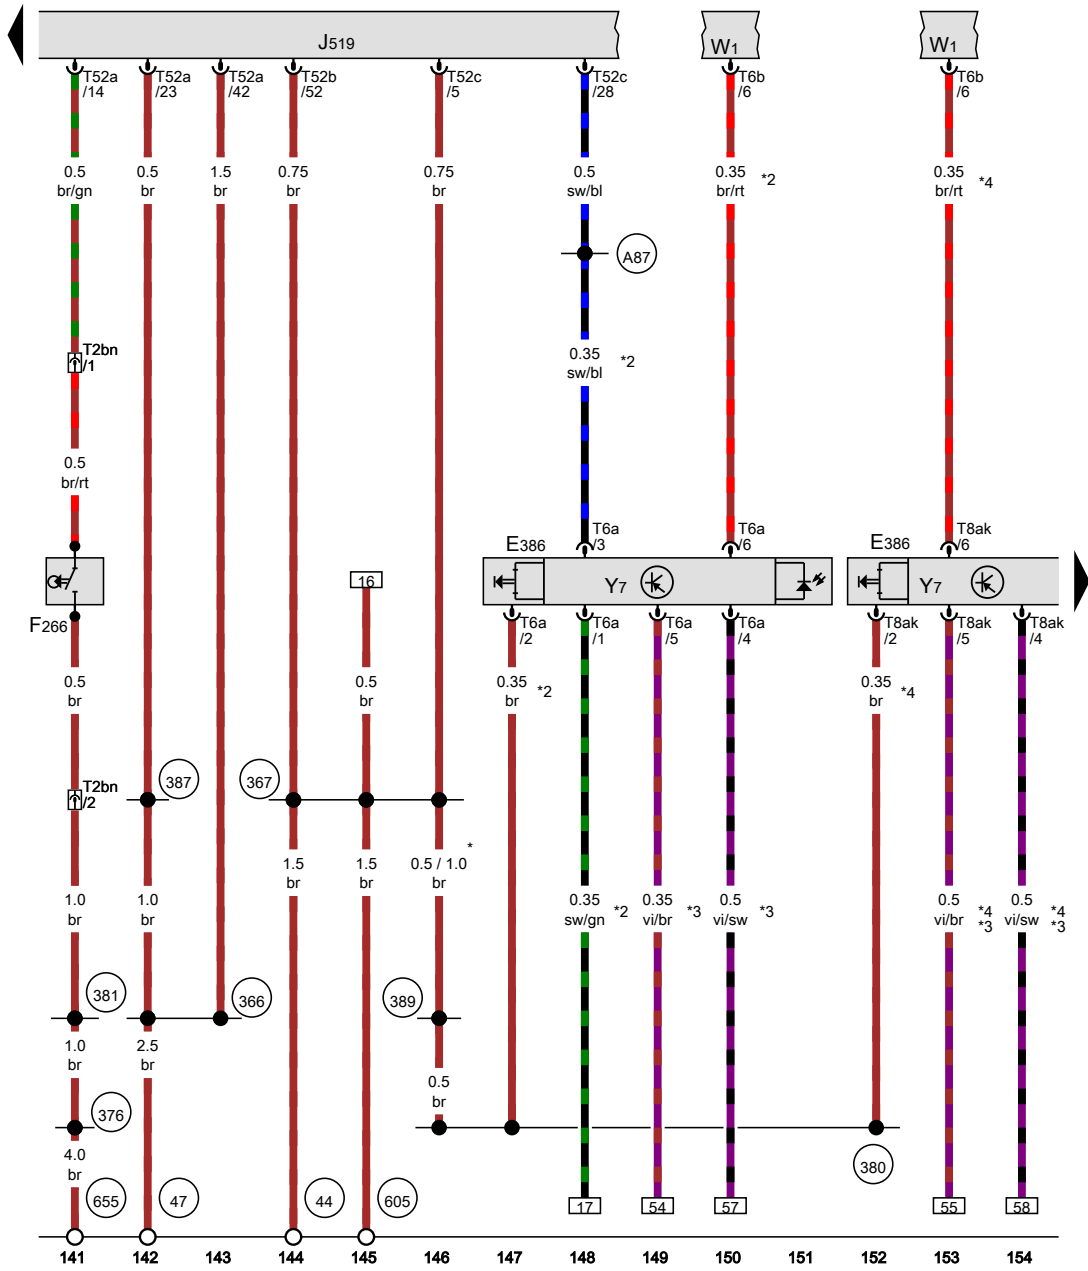 J519
W1
W1
T52a
/14
T52a
/23
T52a
/42
T52b
/52
T52c
/5
T52c
/28
T6b
/6
T6b
/6
0.5
br/gn
0.5
br
1.5
br
0.75
br
0.75
br
0.5
sw/bl
0.35
br/rt
*2
0.35
br/rt
*4
A87
T2bn
/1
0.35
sw/bl
*2
0.5
br/rt
E386
T6a
/3
T6a
/6
E386
T8ak
/6
16
Y7
Y7
F266
T6a
/2
T6a
/1
T6a
/5
T6a
/4
T8ak
/2
T8ak
/5
T8ak
/4
0.5
br
0.5
br
0.35
br
*2
0.35
br
*4
T2bn
/2
387
367
1.0
br
1.0
br
1.5
br
1.5
br
0.5 / 1.0
br
*
0.35
sw/gn
*2
0.35
vi/br
*3
0.5
vi/sw
*3
0.5
vi/br
*4
*3
0.5
vi/sw
*4
*3
381
366
389
1.0
br
2.5
br
0.5
br
376
4.0
br
380
655
47
44
605
17
54
57
55
58
141
142
143
144
145
146
147
148
149
150
151
152
153
154